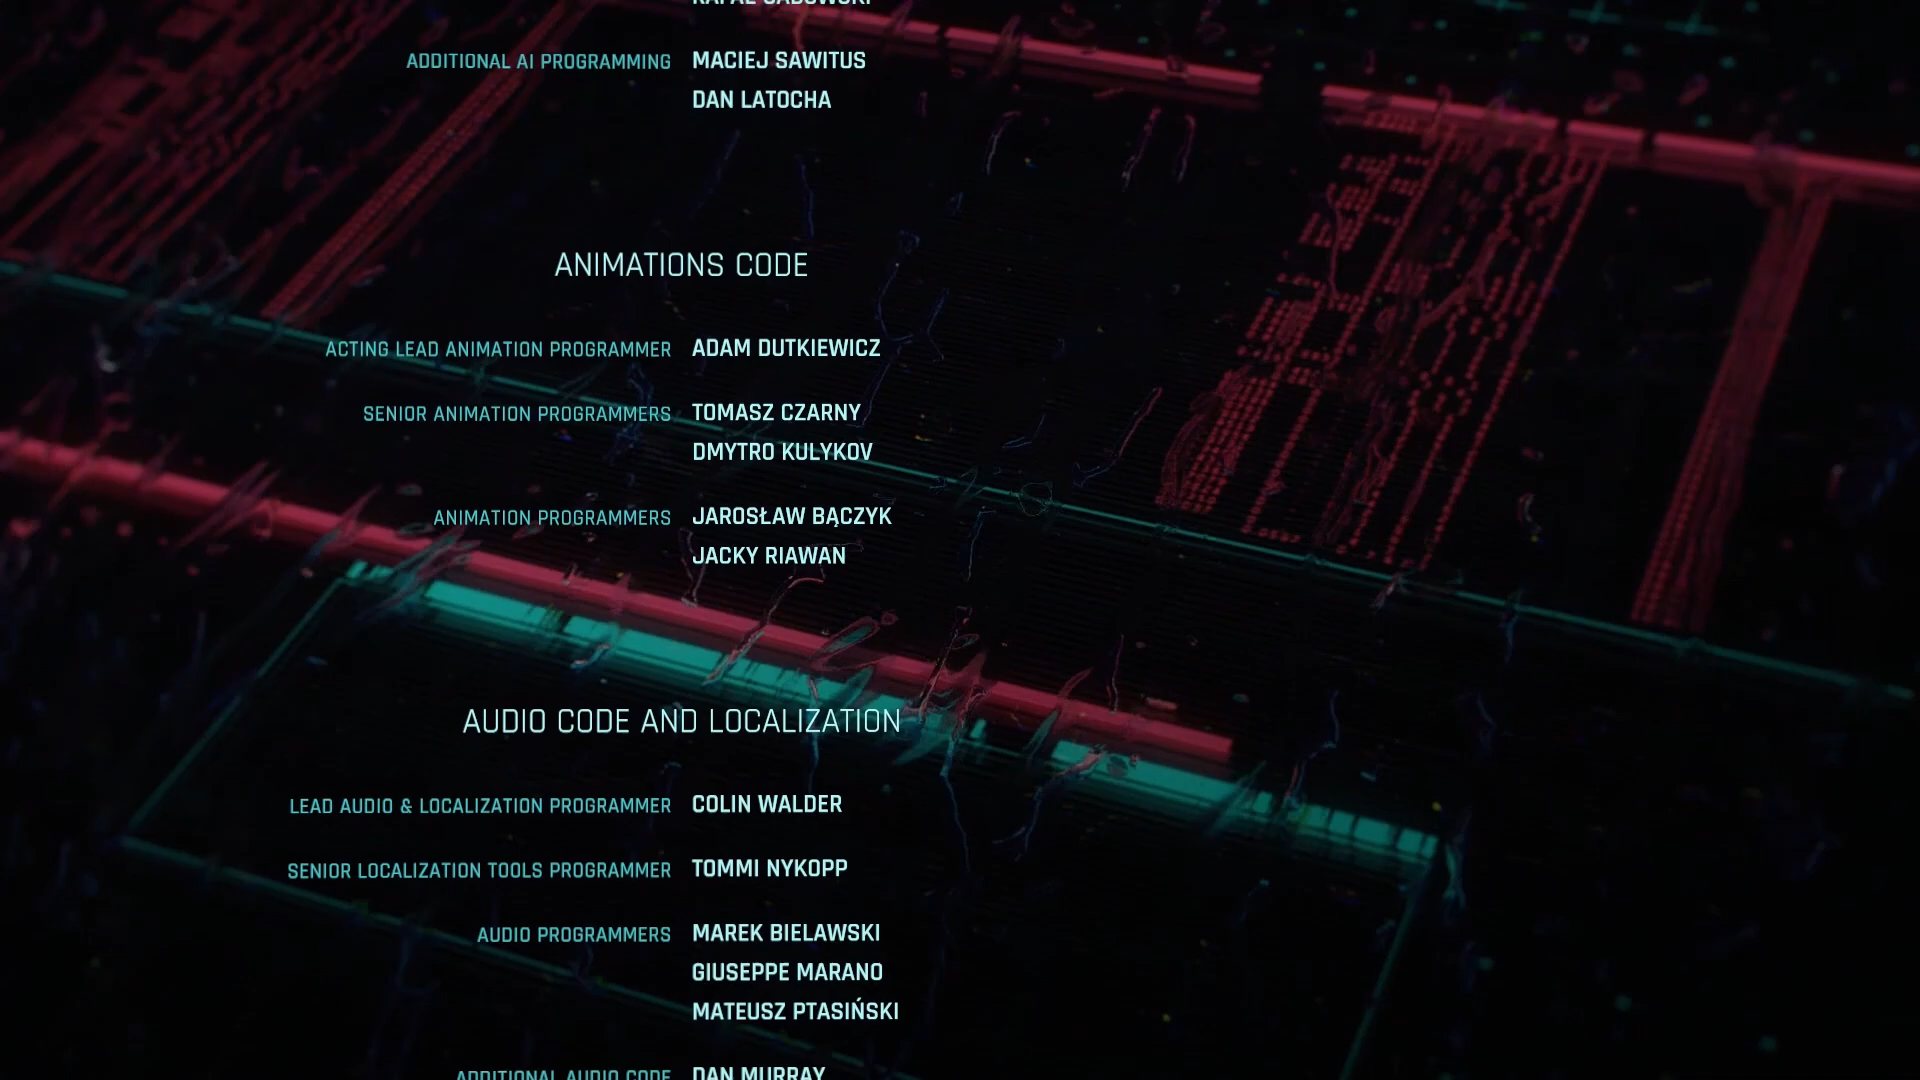 RAFAŁ SADOWSKI
ADDITIONAL AI PROGRAMMING MACIEJ SAWITUS
DAN LATOCHA
ANIMATIONS CODE
ACTING LEAD ANIMATION PROGRAMMER ADAM DUTKIEWICZ
SENIOR ANIMATION PROGRAMMERS TOMASZ CZARNY
DMYTRO KULYKOV
ANIMATION PROGRAMMERS JAROSŁAW BĄCZYK
JACKY RIAWAN
AUDIO CODE AND LOCALIZATION
LEAD AUDIO & LOCALIZATION PROGRAMMER COLIN WALDER
SENIOR LOCALIZATION TOOLS PROGRAMMER TOMMI NYKOPP
AUDIO PROGRAMMERS MAREK BIELAWSKI
GIUSEPPE MARANO
MATEUSZ PTASIŃSKI
ADDITIONAL AUDIO CODE DAN MURRAY